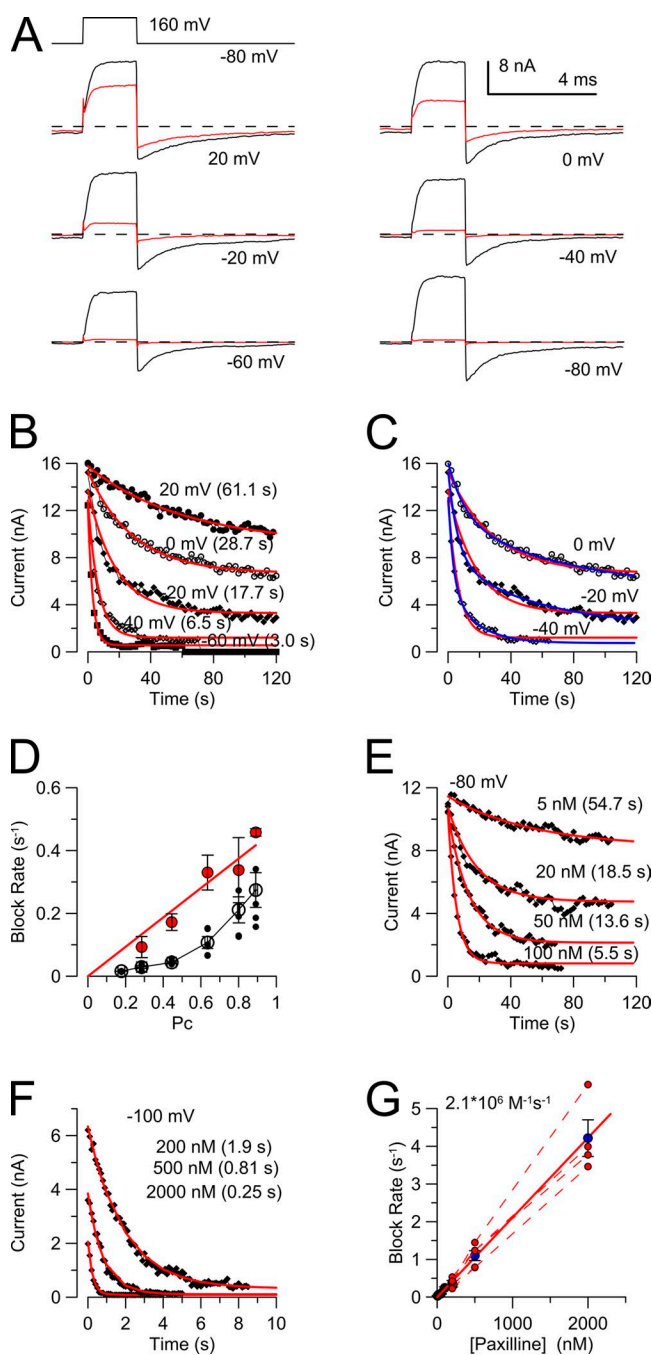 A
160 mV
-80 mV
8 nA
4 ms
20 mV
0 mV
-20 mV
-40 mV
-60 mV
-80 mV
B
Current (nA)
16
12
8
4
0
20 mV (61.1 s)
0 mV (28.7 s)
20 mV (17.7 s)
-40 mV (6.5 s)
-60 mV (3.0 s)
0 40 80 120
Time (s)
C
Current (nA)
16
12
8
4
0
0 mV
-20 mV
-40 mV
0 40 80 120
Time (s)
D
Block Rate (s⁻¹)
0.6
0.4
0.2
0
0 0.2 0.4 0.6 0.8 1
Pc
E
Current (nA)
12
8
4
0
-80 mV
5 nM (54.7 s)
20 nM (18.5 s)
50 nM (13.6 s)
100 nM (5.5 s)
0 40 80 120
Time (s)
F
Current (nA)
6
4
2
0
-100 mV
200 nM (1.9 s)
500 nM (0.81 s)
2000 nM (0.25 s)
0 2 4 6 8 10
Time (s)
G
Block Rate (s⁻¹)
5
4
3
2
1
0
2.1*10⁶ M⁻¹s⁻¹
0 1000 2000
[Paxilline] (nM)